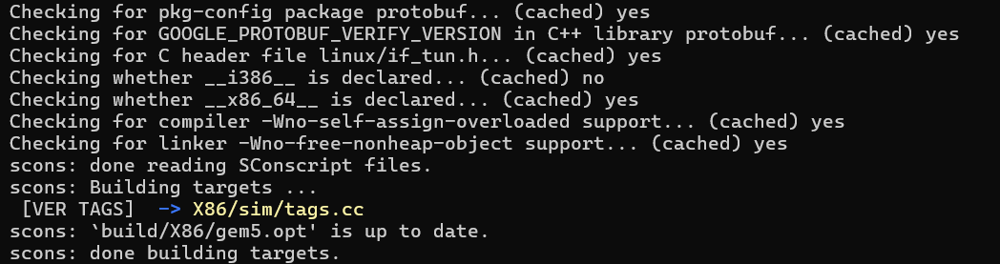 Checking for pkg-config package protobuf... (cached) yes
Checking for GOOGLE_PROTOBUF_VERIFY_VERSION in C++ library protobuf... (cached) yes
Checking for C header file linux/if_tun.h... (cached) yes
Checking whether __i386__ is declared... (cached) no
Checking whether __x86_64__ is declared... (cached) yes
Checking for compiler -Wno-self-assign-overloaded support... (cached) yes
Checking for linker -Wno-free-nonheap-object support... (cached) yes
scons: done reading SConscript files.
scons: Building targets ...
 [VER TAGS]  -> X86/sim/tags.cc
scons: `build/X86/gem5.opt' is up to date.
scons: done building targets.